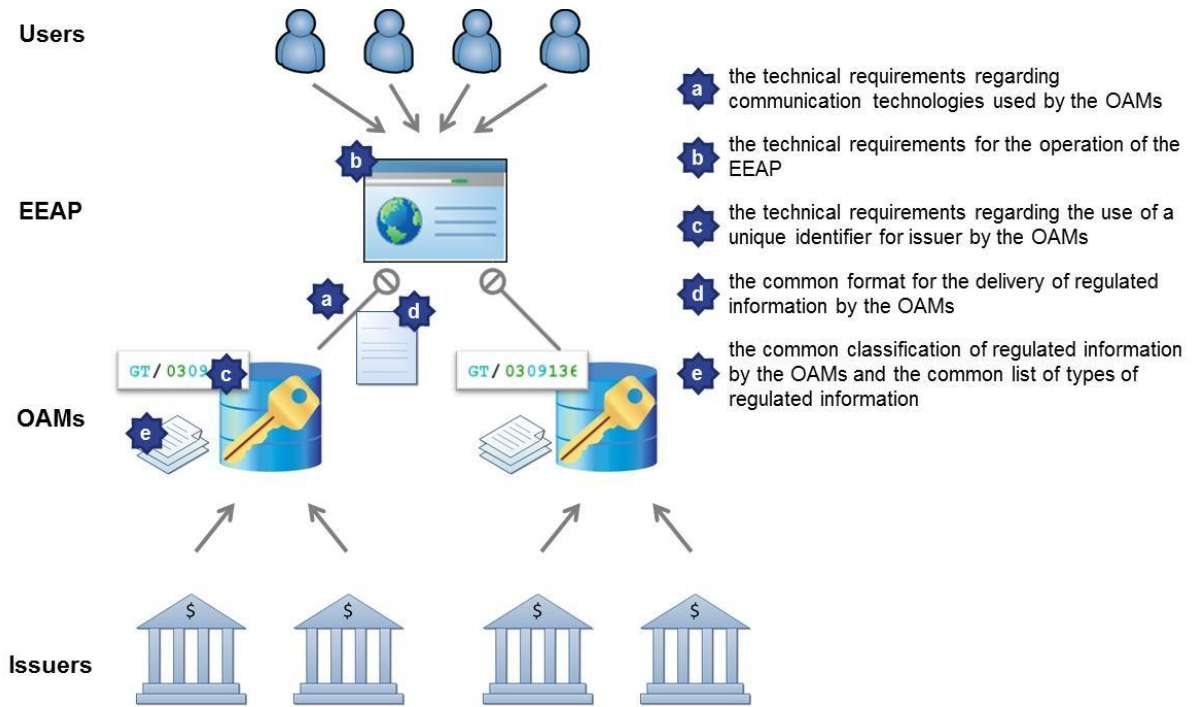 Users
a
the technical requirements regarding
communication technologies used by the OAMs
b
the technical requirements for the operation of the
EEAP
b
EEAP
c
the technical requirements regarding the use of a
unique identifier for issuer by the OAMs
a
d
d
the common format for the delivery of regulated
information by the OAMs
e
the common classification of regulated information
by the OAMs and the common list of types of
regulated information
GT/ 0309
c
GT/ 0309136
OAMs
e
$
$
$
$
Issuers